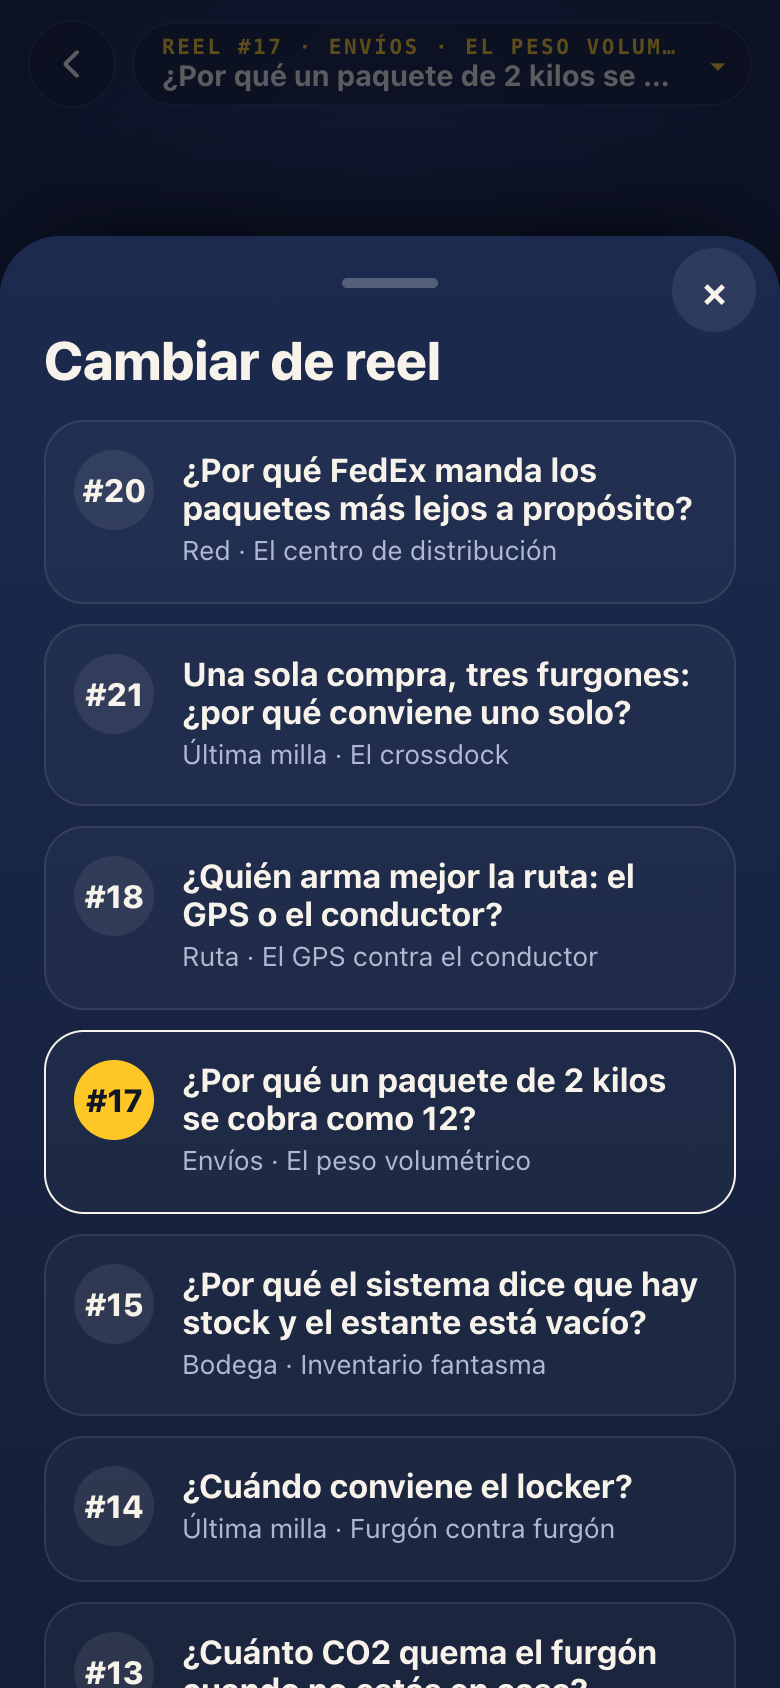 REEL #17 · ENVÍOS · EL PESO VOLUM…
¿Por qué un paquete de 2 kilos se ...
Cambiar de reel
#20
¿Por qué FedEx manda los
paquetes más lejos a propósito?
Red · El centro de distribución
#21
Una sola compra, tres furgones:
¿por qué conviene uno solo?
Última milla · El crossdock
#18
¿Quién arma mejor la ruta: el
GPS o el conductor?
Ruta · El GPS contra el conductor
#17
¿Por qué un paquete de 2 kilos
se cobra como 12?
Envíos · El peso volumétrico
#15
¿Por qué el sistema dice que hay
stock y el estante está vacío?
Bodega · Inventario fantasma
#14
¿Cuándo conviene el locker?
Última milla · Furgón contra furgón
#13
¿Cuánto CO2 quema el furgón
cuando no estás en casa?